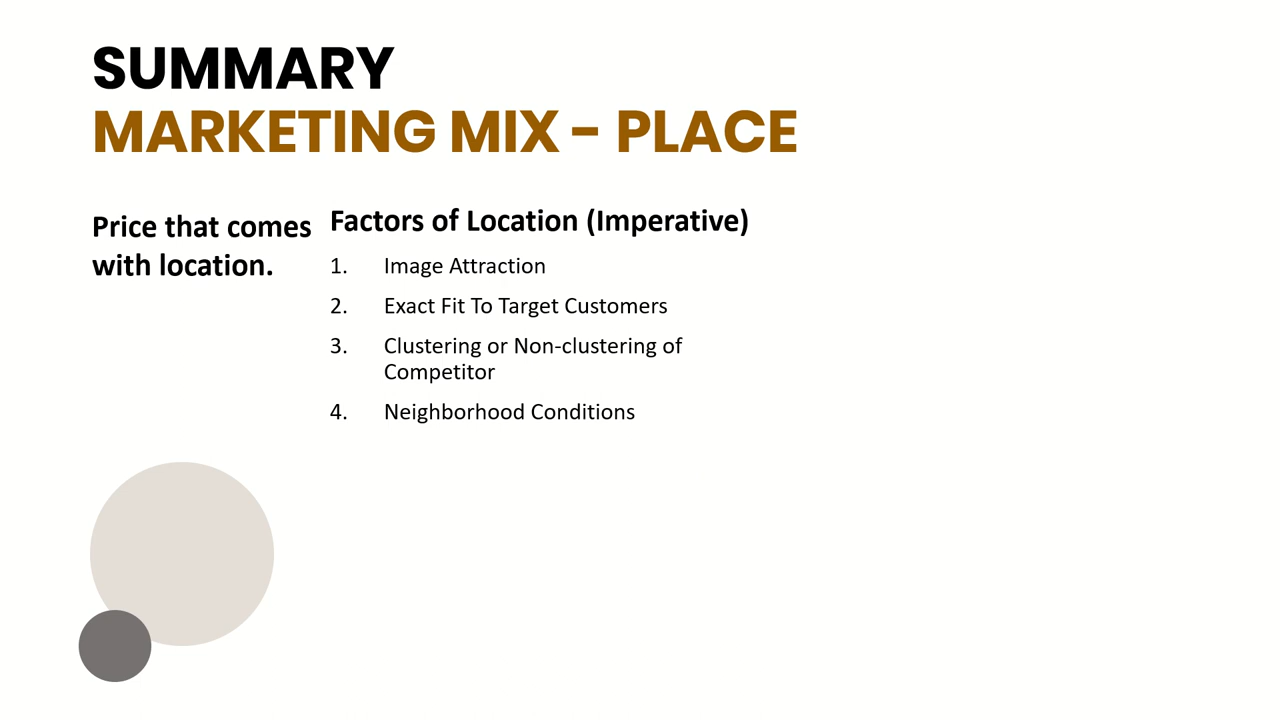 SUMMARY
MARKETING MIX – PLACE
Price that comes
with location.
Factors of Location (Imperative)
1. Image Attraction
2. Exact Fit To Target Customers
3. Clustering or Non-clustering of
Competitor
4. Neighborhood Conditions